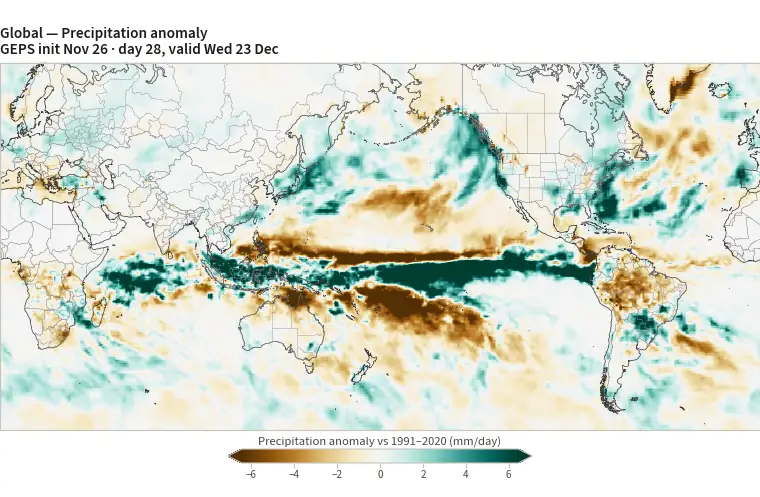 Global — Precipitation anomaly
GEPS init Nov 26 · day 28, valid Wed 23 Dec
Precipitation anomaly vs 1991–2020 (mm/day)
−6 −4 −2 0 2 4 6